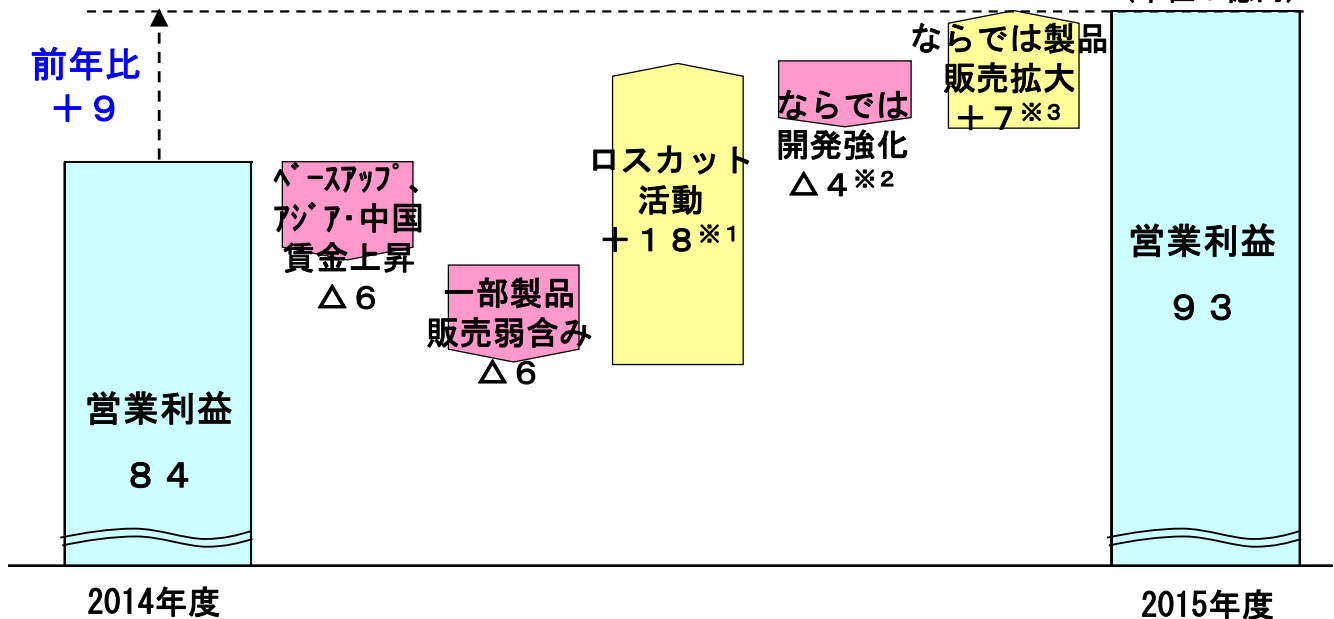 前年比
＋９
営業利益
８４
2014年度
ﾍﾞｰｽｱｯﾌﾟ、
ｱｼﾞｱ・中国
賃金上昇
△６
一部製品
販売弱含み
△６
ロスカット
活動
＋１８※1
ならでは
開発強化
△４※2
ならでは製品
販売拡大
＋７※3
営業利益
９３
2015年度